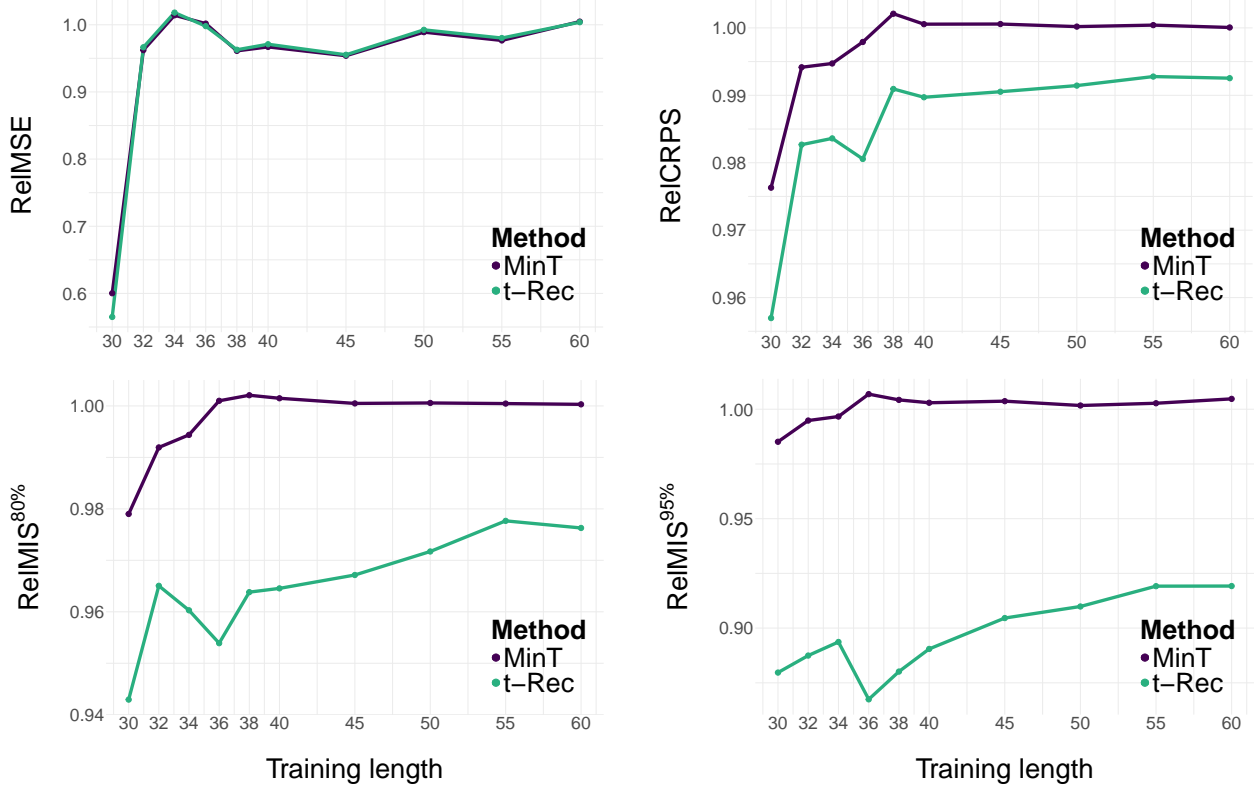 RelMSE
1.0
0.9
0.8
0.7
0.6
30 32 34 36 38 40 45 50 55 60
Method
MinT
t−Rec
RelCRPS
1.00
0.99
0.98
0.97
0.96
30 32 34 36 38 40 45 50 55 60
Method
MinT
t−Rec
RelMIS80%
1.00
0.98
0.96
0.94
30 32 34 36 38 40 45 50 55 60
Training length
Method
MinT
t−Rec
RelMIS95%
1.00
0.95
0.90
30 32 34 36 38 40 45 50 55 60
Training length
Method
MinT
t−Rec